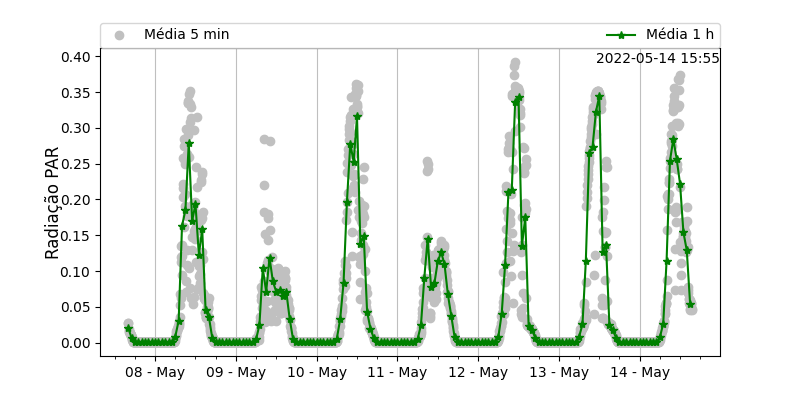 Média 5 min
Média 1 h
2022-05-14 15:55
Radiação PAR
0.40
0.35
0.30
0.25
0.20
0.15
0.10
0.05
0.00
08 - May
09 - May
10 - May
11 - May
12 - May
13 - May
14 - May